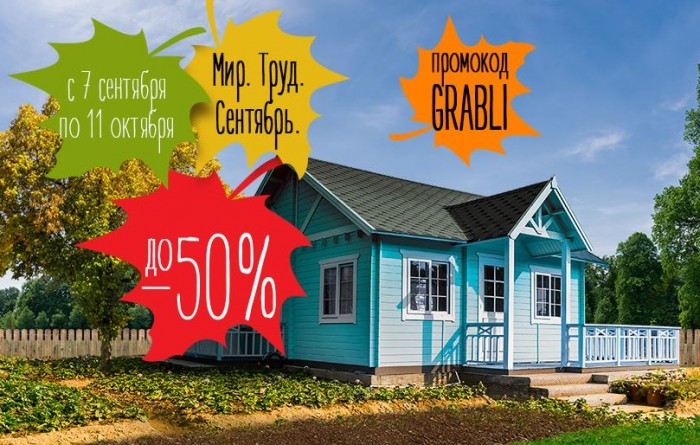 с 7 сентября
по 11 октября
Мир. Труд.
Сентябрь.
промокод
GRABLI
до
-50%